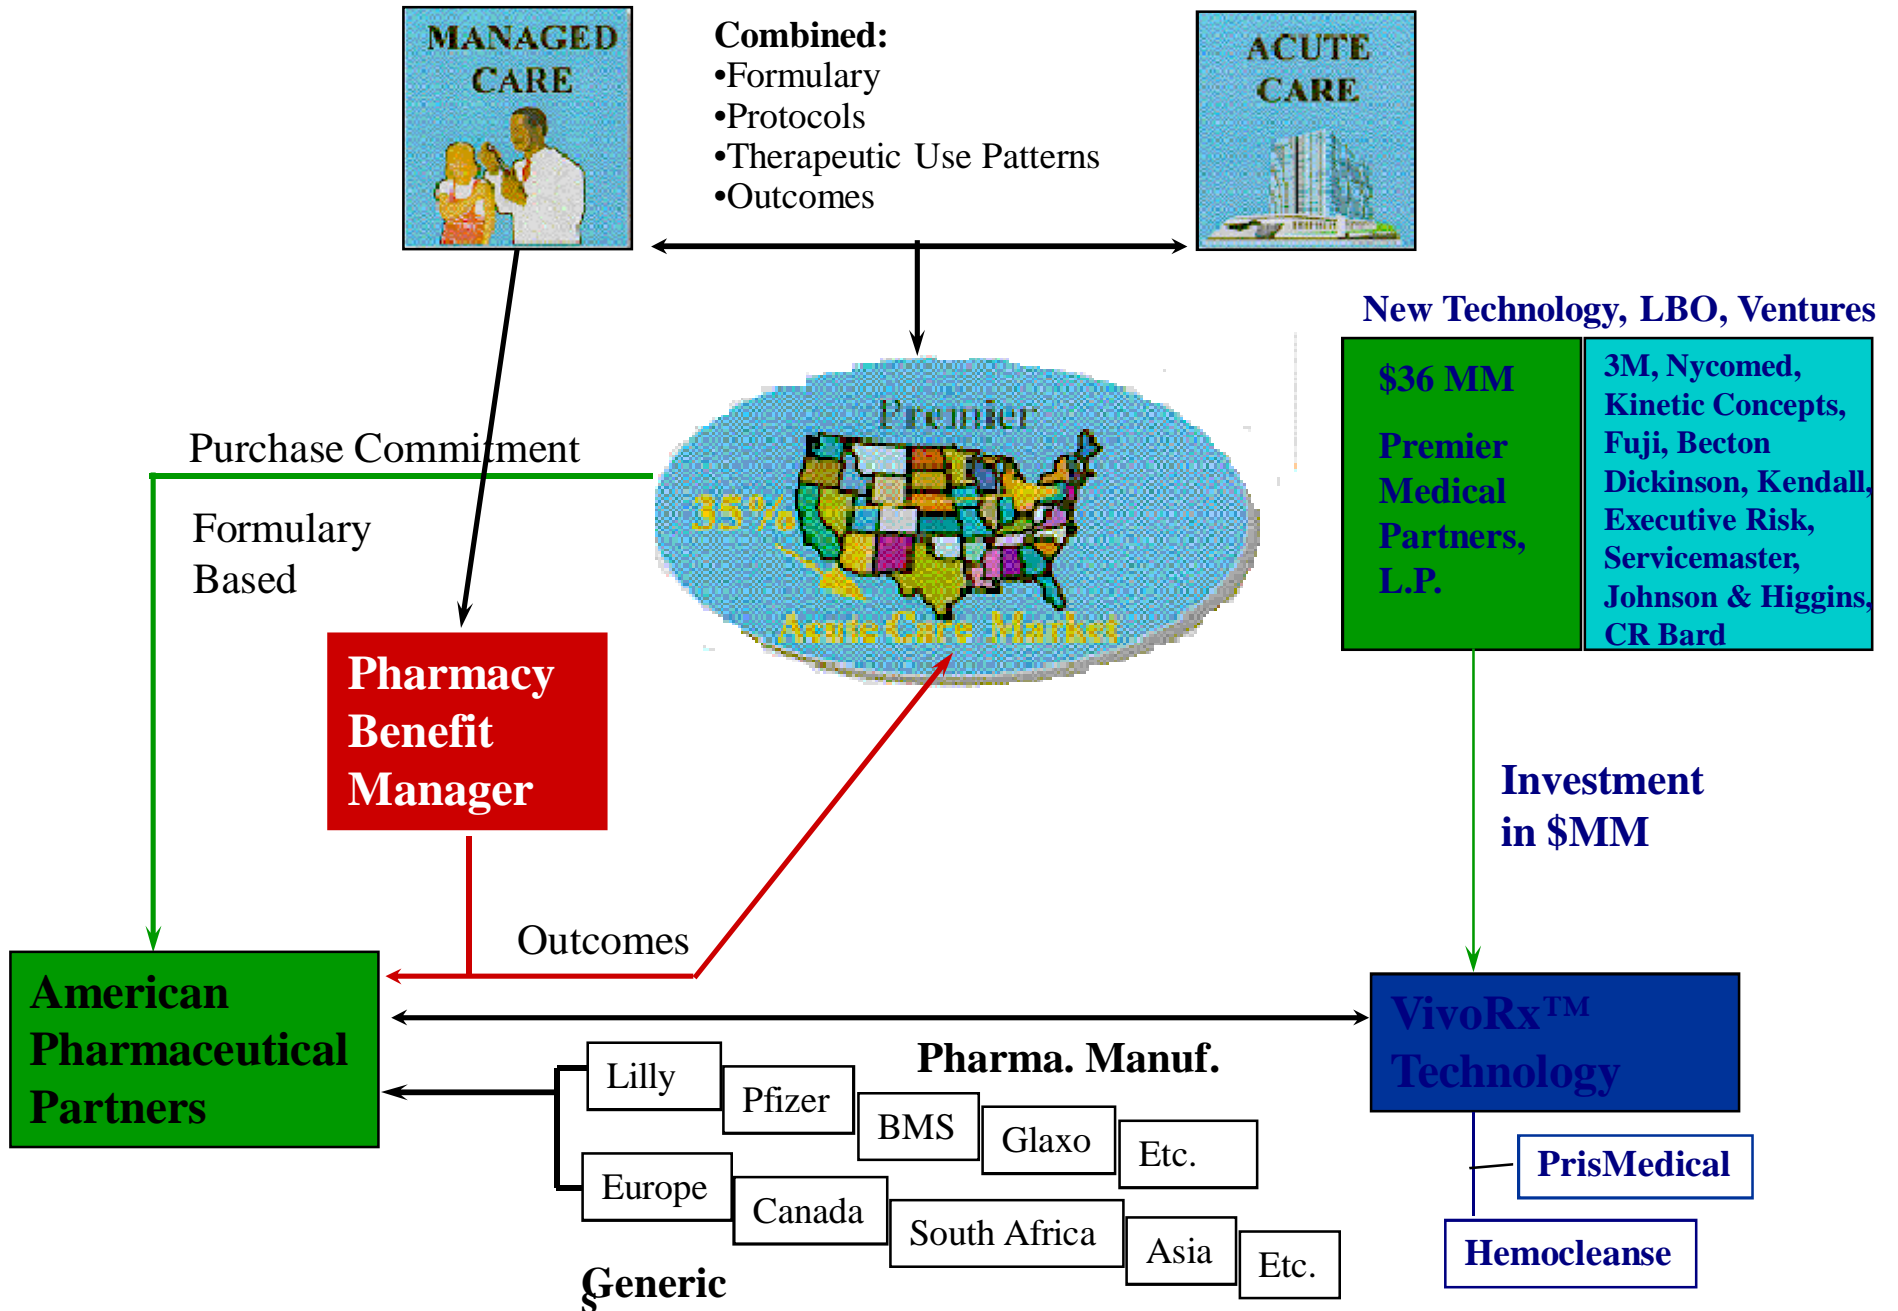 MANAGED
CARE
Combined:
•Formulary
•Protocols
•Therapeutic Use Patterns
•Outcomes
ACUTE
CARE
New Technology, LBO, Ventures
$36 MM
Premier
Medical
Partners,
L.P.
3M, Nycomed,
Kinetic Concepts,
Fuji, Becton
Dickinson, Kendall,
Executive Risk,
Servicemaster,
Johnson & Higgins,
CR Bard
Premier
35%
Acute Care Market
Purchase Commitment
Formulary
Based
Pharmacy
Benefit
Manager
Investment
in $MM
Outcomes
American
Pharmaceutical
Partners
VivoRx™
Technology
Pharma. Manuf.
Lilly
Pfizer
BMS
Glaxo
Etc.
Europe
Canada
South Africa
Asia
Etc.
Generic
s
PrisMedical
Hemocleanse